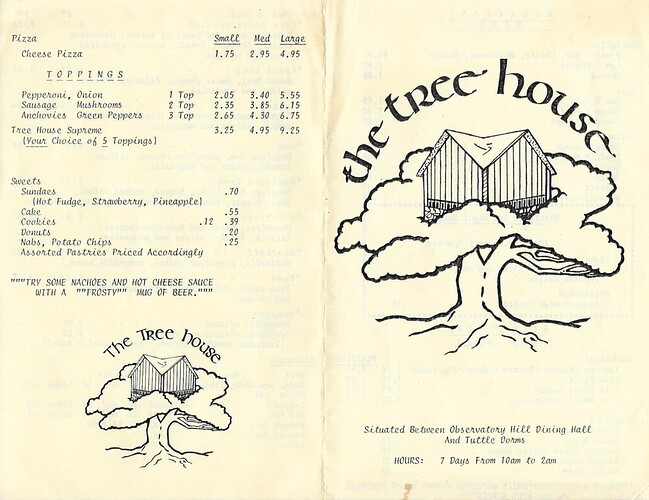 Pizza Small Med Large
Cheese Pizza 1.75 2.95 4.95
TOPPINGS
Pepperoni, Onion 1 Top 2.05 3.40 5.55
Sausage Mushrooms 2 Top 2.35 3.85 6.15
Anchovies Green Peppers 3 Top 2.65 4.30 6.75
Tree House Supreme 3.25 4.95 9.25
(Your Choice of 5 Toppings)
Sweets
Sundaes .70
(Hot Fudge, Strawberry, Pineapple)
Cake .55
Cookies .12 .39
Donuts .20
Nabs, Potato Chips .25
Assorted Pastries Priced Accordingly
"""TRY SOME NACHOES AND HOT CHEESE SAUCE
WITH A ""FROSTY"" MUG OF BEER."""
The Tree house
the tree house
Situated Between Observatory Hill Dining Hall
And Tuttle Dorms
HOURS: 7 Days From 10am to 2am